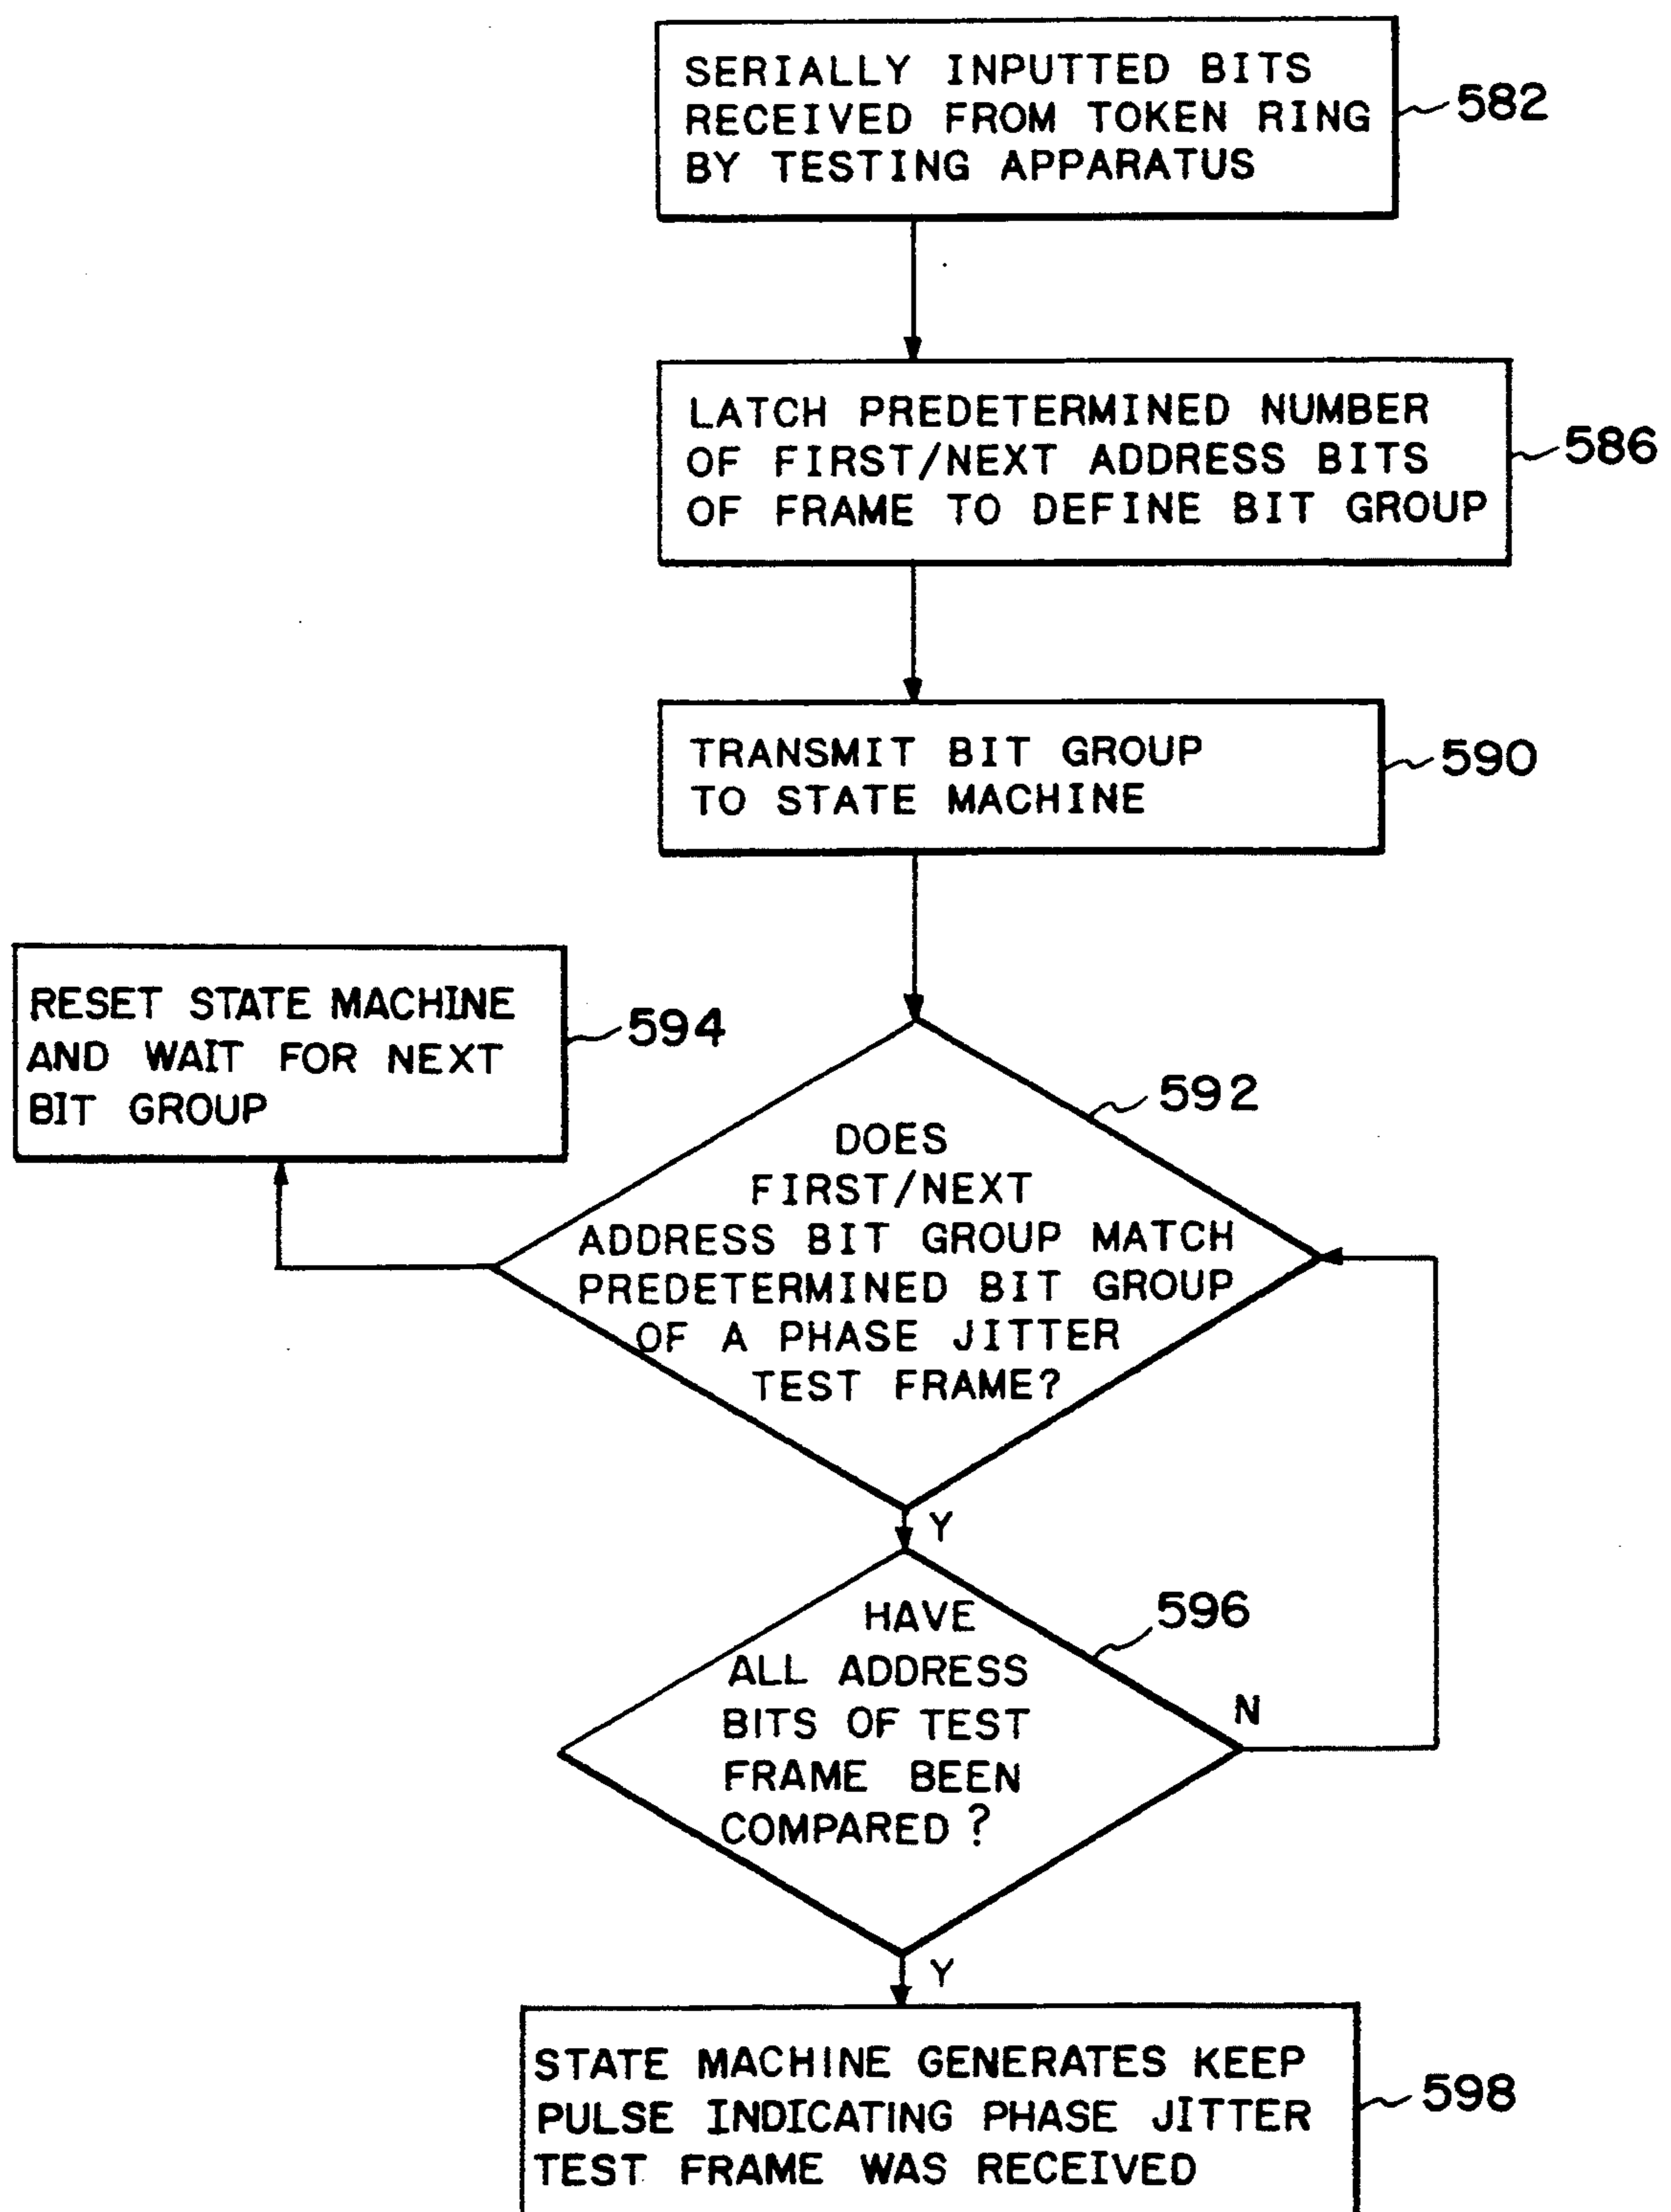 SERIALLY INPUTTED BITS
RECEIVED FROM TOKEN RING
BY TESTING APPARATUS
582
LATCH PREDETERMINED NUMBER
OF FIRST/NEXT ADDRESS BITS
OF FRAME TO DEFINE BIT GROUP
586
TRANSMIT BIT GROUP
TO STATE MACHINE
590
RESET STATE MACHINE
AND WAIT FOR NEXT
BIT GROUP
594
592
DOES
FIRST/NEXT
ADDRESS BIT GROUP MATCH
PREDETERMINED BIT GROUP
OF A PHASE JITTER
TEST FRAME?
Y
596
HAVE
ALL ADDRESS
BITS OF TEST
FRAME BEEN
COMPARED ?
N
Y
STATE MACHINE GENERATES KEEP
PULSE INDICATING PHASE JITTER
TEST FRAME WAS RECEIVED
598